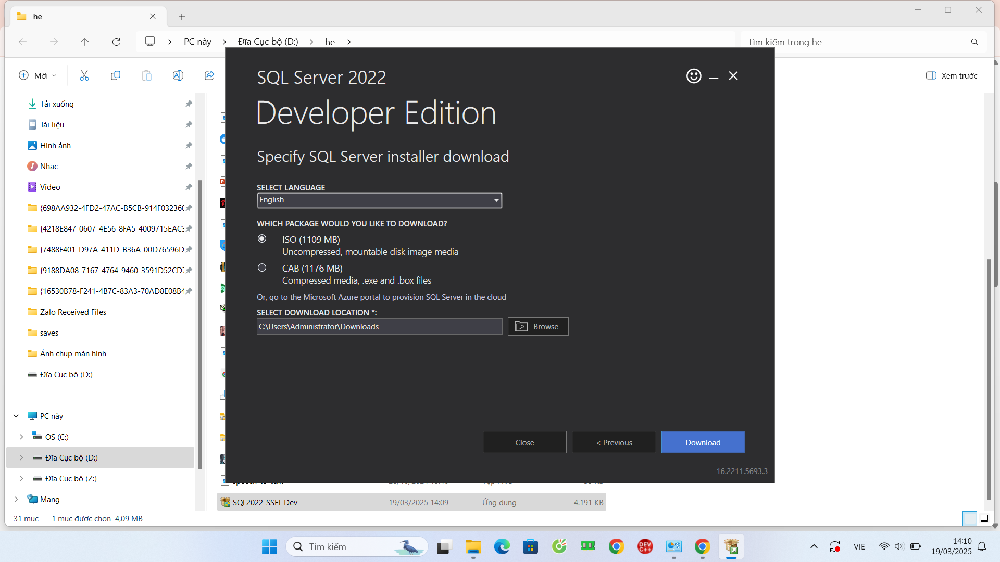 he
PC này
Đĩa Cục bộ (D:)
he
Tìm kiếm trong he
Mới
Xem trước
Tải xuống
Tài liệu
Hình ảnh
Nhạc
Video
{698AA932-4FD2-47AC-B5CB-914F032360
{4218E847-0607-4E56-8FA5-4009715EAC3
{7488F401-D97A-411D-B36A-00D76596D
{9188DA08-7167-4764-9460-3591D52CD7
{16530B78-F241-4B7C-83A3-70AD8E08B4
Zalo Received Files
saves
Ảnh chụp màn hình
Đĩa Cục bộ (D:)
PC này
OS (C:)
Đĩa Cục bộ (D:)
Đĩa Cục bộ (Z:)
Mạng
SQL Server 2022
Developer Edition
Specify SQL Server installer download
SELECT LANGUAGE
English
WHICH PACKAGE WOULD YOU LIKE TO DOWNLOAD?
ISO (1109 MB)
Uncompressed, mountable disk image media
CAB (1176 MB)
Compressed media, .exe and .box files
Or, go to the Microsoft Azure portal to provision SQL Server in the cloud
SELECT DOWNLOAD LOCATION *:
C:\Users\Administrator\Downloads
Browse
Close
< Previous
Download
16.2211.5693.3
SQL2022-SSEI-Dev 19/03/2025 14:09 Ứng dụng 4.191 KB
31 mục 1 mục được chọn 4,09 MB
Tìm kiếm
DEV
C++
VIE
14:10
19/03/2025